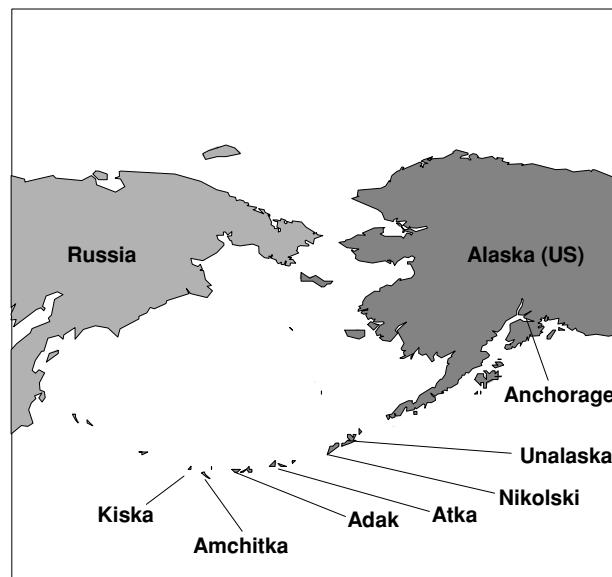 Russia
Alaska (US)
Anchorage
Unalaska
Nikolski
Atka
Adak
Kiska
Amchitka